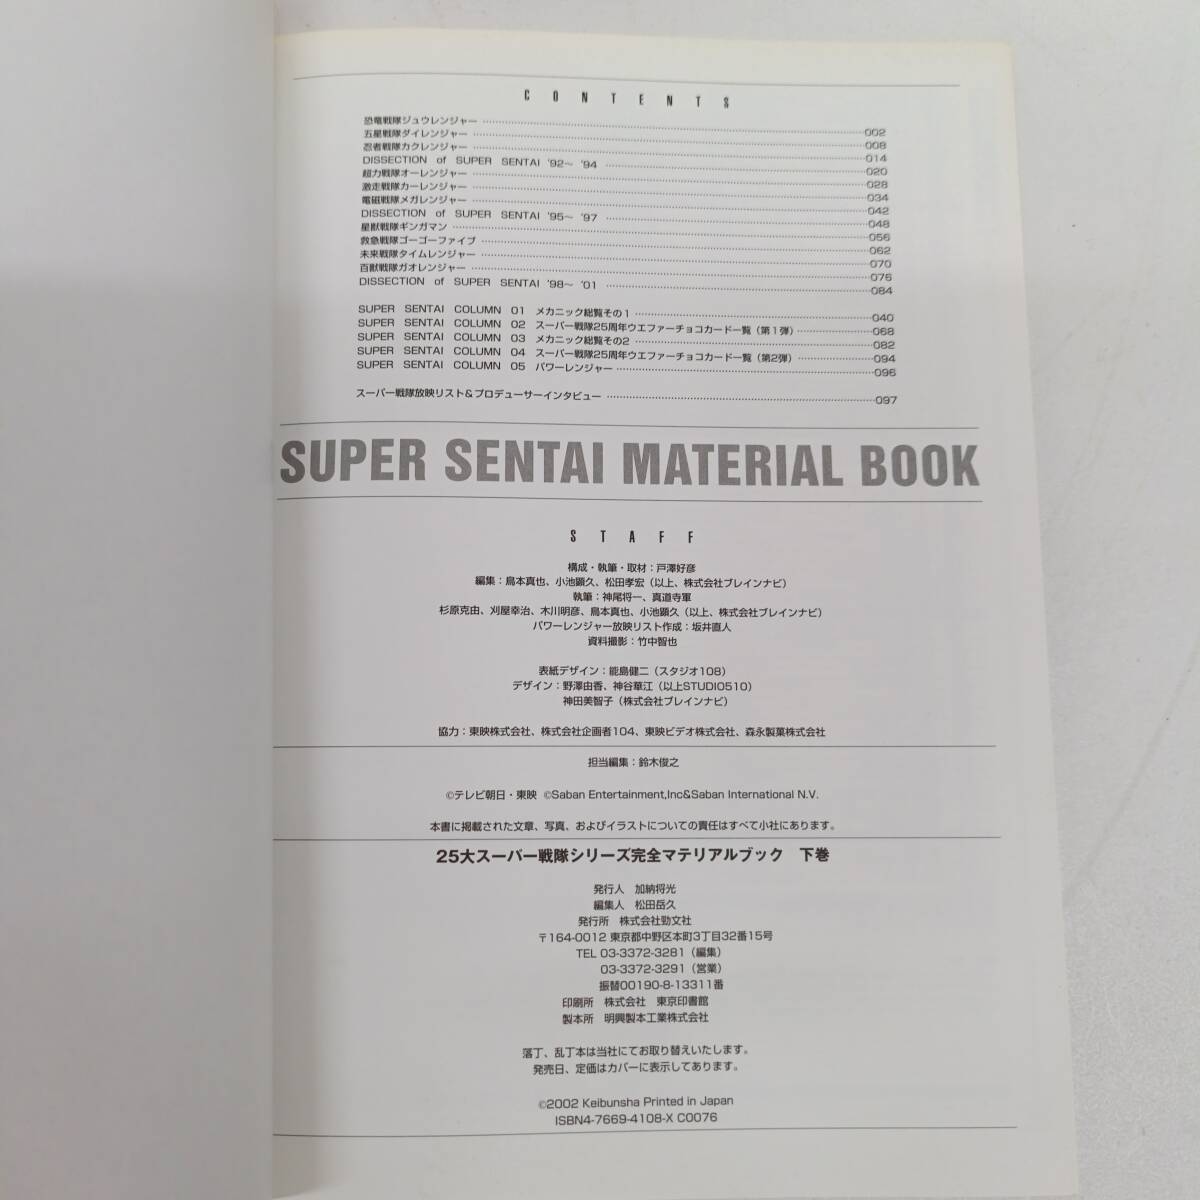 CONTENTS
恐竜戦隊ジュウレンジャー ……002
五星戦隊ダイレンジャー ……008
忍者戦隊カクレンジャー ……014
DISSECTION of SUPER SENTAI '92〜 '94 ……020
超力戦隊オーレンジャー ……028
激走戦隊カーレンジャー ……034
電磁戦隊メガレンジャー ……042
DISSECTION of SUPER SENTAI '95〜 '97 ……048
星獣戦隊ギンガマン ……056
救急戦隊ゴーゴーファイブ ……062
未来戦隊タイムレンジャー ……070
百獣戦隊ガオレンジャー ……076
DISSECTION of SUPER SENTAI '98〜 '01 ……084
SUPER SENTAI COLUMN 01 メカニック総覧その1 ……040
SUPER SENTAI COLUMN 02 スーパー戦隊25周年ウエファーチョコカード一覧（第1弾）……068
SUPER SENTAI COLUMN 03 メカニック総覧その2 ……082
SUPER SENTAI COLUMN 04 スーパー戦隊25周年ウエファーチョコカード一覧（第2弾）……094
SUPER SENTAI COLUMN 05 パワーレンジャー ……096
スーパー戦隊放映リスト＆プロデューサーインタビュー ……097
SUPER SENTAI MATERIAL BOOK
STAFF
構成・執筆・取材：戸澤好彦
編集：鳥本真也、小池顕久、松田孝宏（以上、株式会社ブレインナビ）
執筆：神尾将一、真道寺軍
杉原克由、刈屋幸治、木川明彦、鳥本真也、小池顕久（以上、株式会社ブレインナビ）
パワーレンジャー放映リスト作成：坂井直人
資料撮影：竹中智也
表紙デザイン：能島健二（スタジオ108）
デザイン：野澤由香、神谷華江（以上STUDIO510）
神田美智子（株式会社ブレインナビ）
協力：東映株式会社、株式会社企画者104、東映ビデオ株式会社、森永製菓株式会社
担当編集：鈴木俊之
©テレビ朝日・東映 ©Saban Entertainment,Inc&Saban International N.V.
本書に掲載された文章、写真、およびイラストについての責任はすべて小社にあります。
25大スーパー戦隊シリーズ完全マテリアルブック 下巻
発行人 加納将光
編集人 松田岳久
発行所 株式会社勁文社
〒164-0012 東京都中野区本町3丁目32番15号
TEL 03-3372-3281（編集）
03-3372-3291（営業）
振替00190-8-13311番
印刷所 株式会社 東京印書館
製本所 明興製本工業株式会社
落丁、乱丁本は当社にてお取り替えいたします。
発売日、定価はカバーに表示してあります。
©2002 Keibunsha Printed in Japan
ISBN4-7669-4108-X C0076